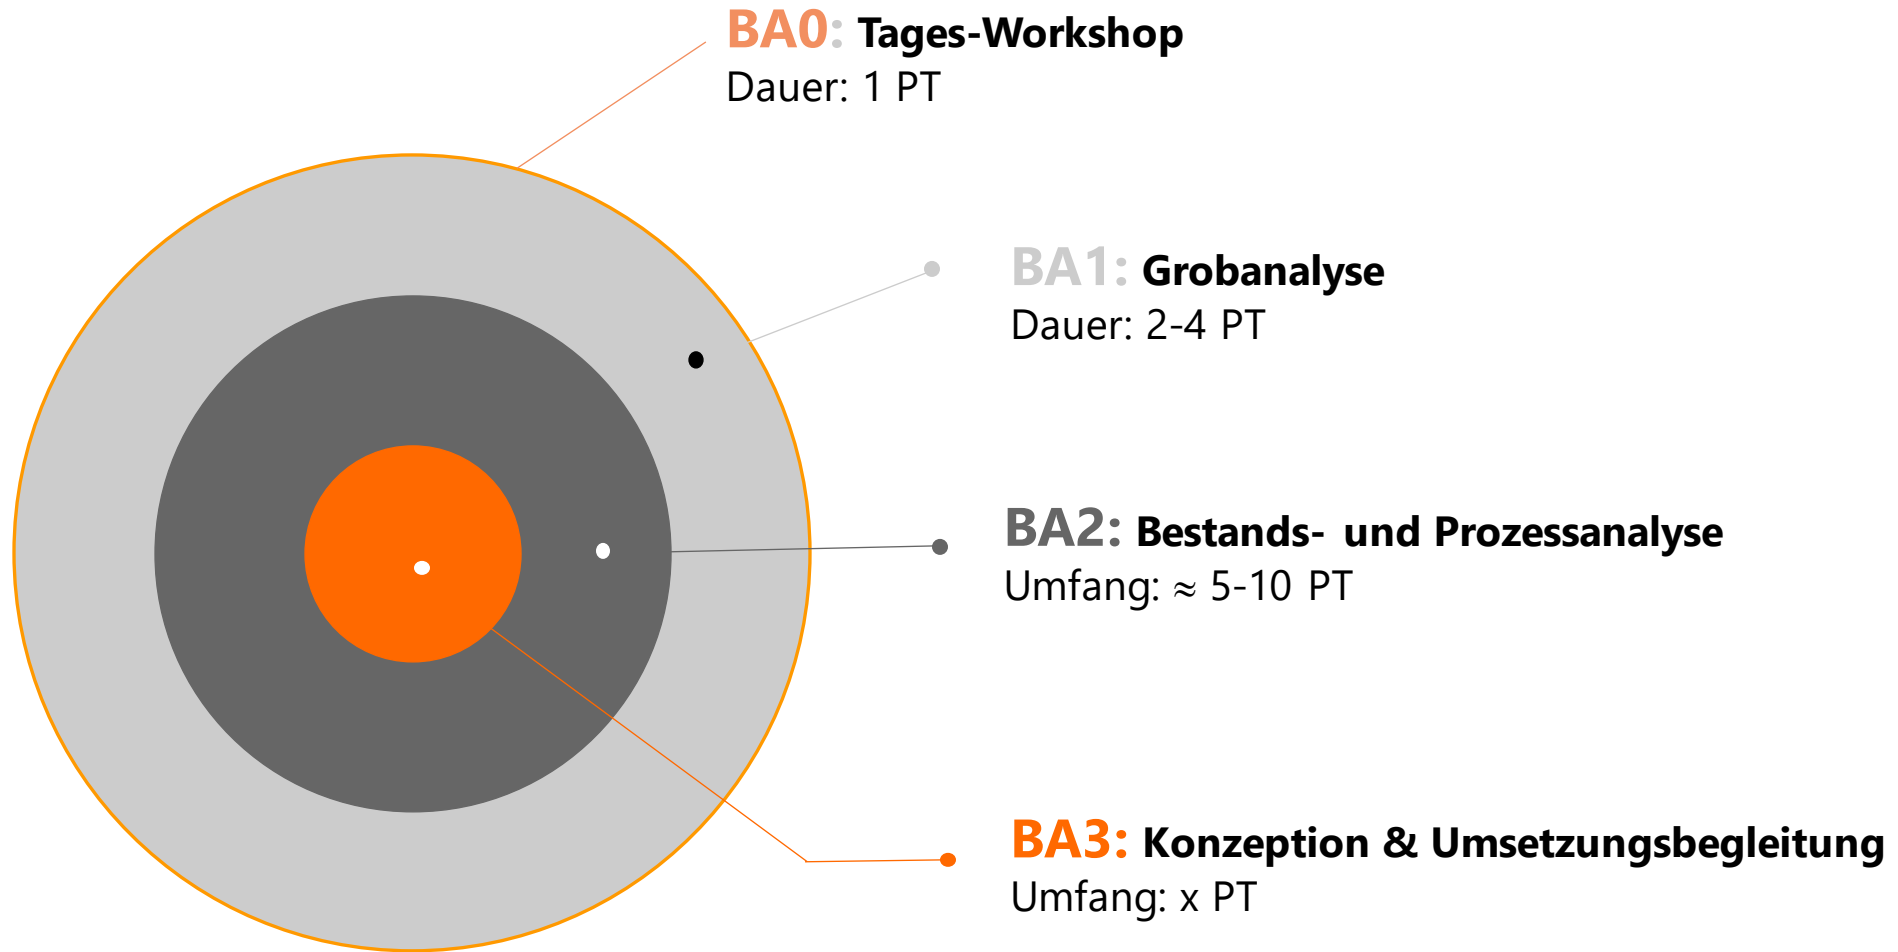 BA0: Tages-Workshop
Dauer: 1 PT
BA1: Grobanalyse
Dauer: 2-4 PT
BA2: Bestands- und Prozessanalyse
Umfang: ≈ 5-10 PT
BA3: Konzeption & Umsetzungsbegleitung
Umfang: x PT